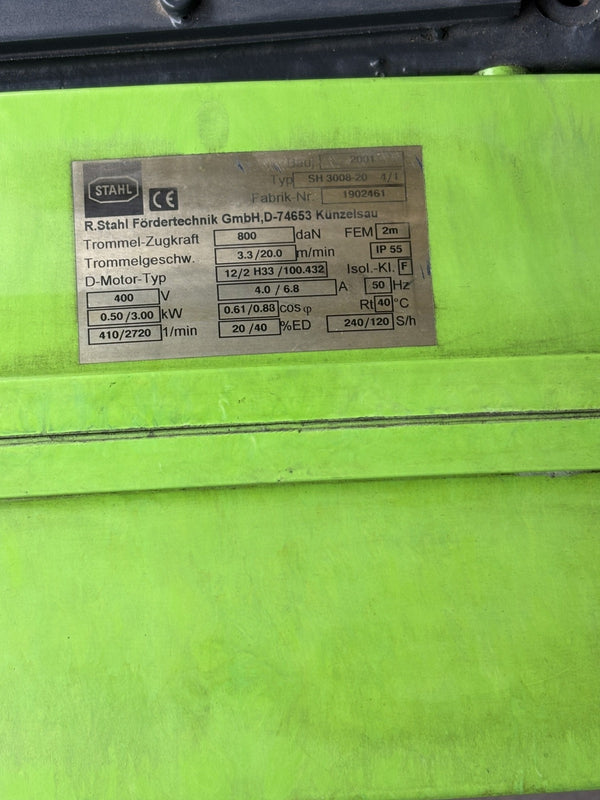 STAHL
CE
Bauj. 2001
Typ SH 3008-20 4/1
Fabrik-Nr. 1902461
R.Stahl Fördertechnik GmbH,D-74653 Künzelsau
Trommel-Zugkraft 800 daN FEM 2m
Trommelgeschw. 3.3/20.0 m/min IP 55
D-Motor-Typ 12/2 H33 /100.432 Isol.-Kl. F
400 V 4.0 / 6.8 A 50 Hz
0.50/3.00 kW 0.61/0.88 cos φ Rt 40 °C
410/2720 1/min 20 /40 %ED 240/120 S/h